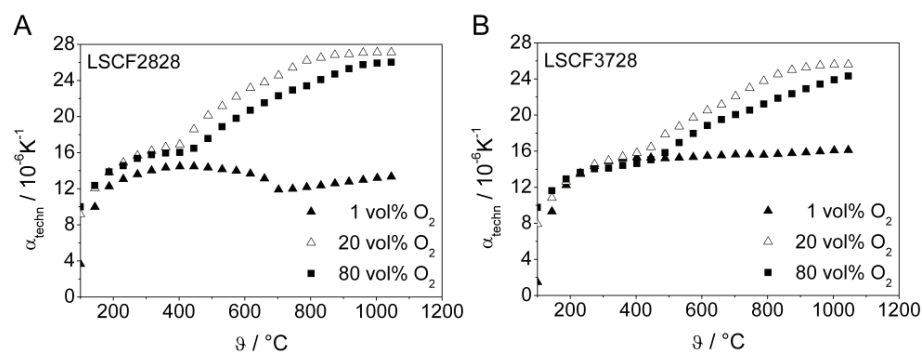 A
LSCF2828
α_techn / 10⁻⁶K⁻¹
28
24
20
16
12
8
4
0
▲ 1 vol% O₂
△ 20 vol% O₂
■ 80 vol% O₂
200 400 600 800 1000 1200
ϑ / °C
B
LSCF3728
α_techn / 10⁻⁶K⁻¹
28
24
20
16
12
8
4
0
▲ 1 vol% O₂
△ 20 vol% O₂
■ 80 vol% O₂
200 400 600 800 1000 1200
ϑ / °C